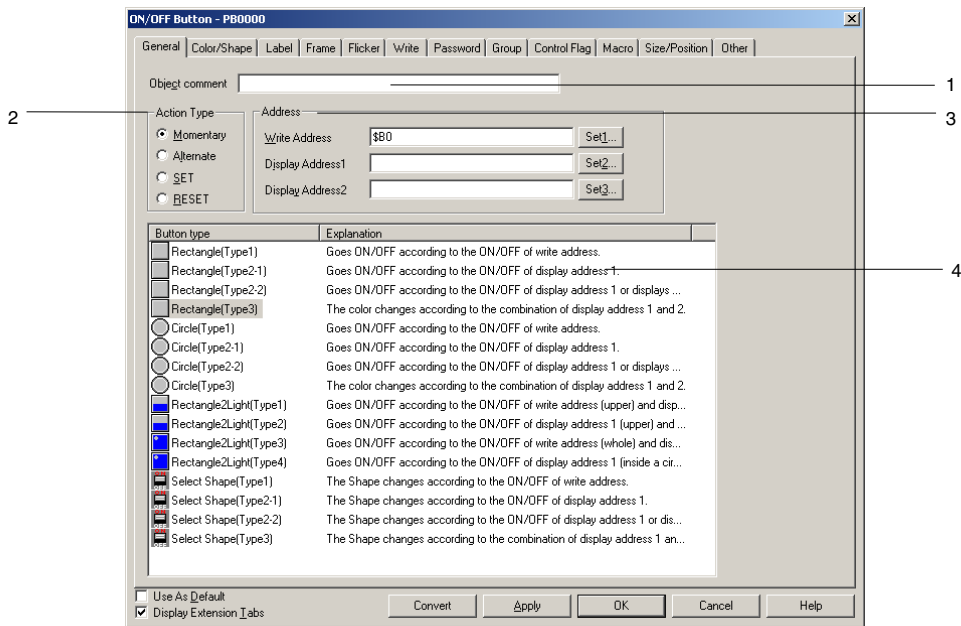 ON/OFF Button - PB0000
General Color/Shape Label Frame Flicker Write Password Group Control Flag Macro Size/Position Other
Object comment 1
2 Action Type Address 3
Momentary Write Address $B0 Set1...
Alternate Display Address1 Set2...
SET Display Address2 Set3...
RESET
Button type Explanation
Rectangle(Type1) Goes ON/OFF according to the ON/OFF of write address.
Rectangle(Type2-1) Goes ON/OFF according to the ON/OFF of display address 1. 4
Rectangle(Type2-2) Goes ON/OFF according to the ON/OFF of display address 1 or displays ...
Rectangle(Type3) The color changes according to the combination of display address 1 and 2.
Circle(Type1) Goes ON/OFF according to the ON/OFF of write address.
Circle(Type2-1) Goes ON/OFF according to the ON/OFF of display address 1.
Circle(Type2-2) Goes ON/OFF according to the ON/OFF of display address 1 or displays ...
Circle(Type3) The color changes according to the combination of display address 1 and 2.
Rectangle2Light(Type1) Goes ON/OFF according to the ON/OFF of write address (upper) and disp...
Rectangle2Light(Type2) Goes ON/OFF according to the ON/OFF of display address 1 (upper) and ...
Rectangle2Light(Type3) Goes ON/OFF according to the ON/OFF of write address (whole) and dis...
Rectangle2Light(Type4) Goes ON/OFF according to the ON/OFF of display address 1 (inside a cir...
Select Shape(Type1) The Shape changes according to the ON/OFF of write address.
Select Shape(Type2-1) The Shape changes according to the ON/OFF of display address 1.
Select Shape(Type2-2) The Shape changes according to the ON/OFF of display address 1 or dis...
Select Shape(Type3) The Shape changes according to the combination of display address 1 an...
Use As Default
Display Extension Tabs Convert Apply OK Cancel Help